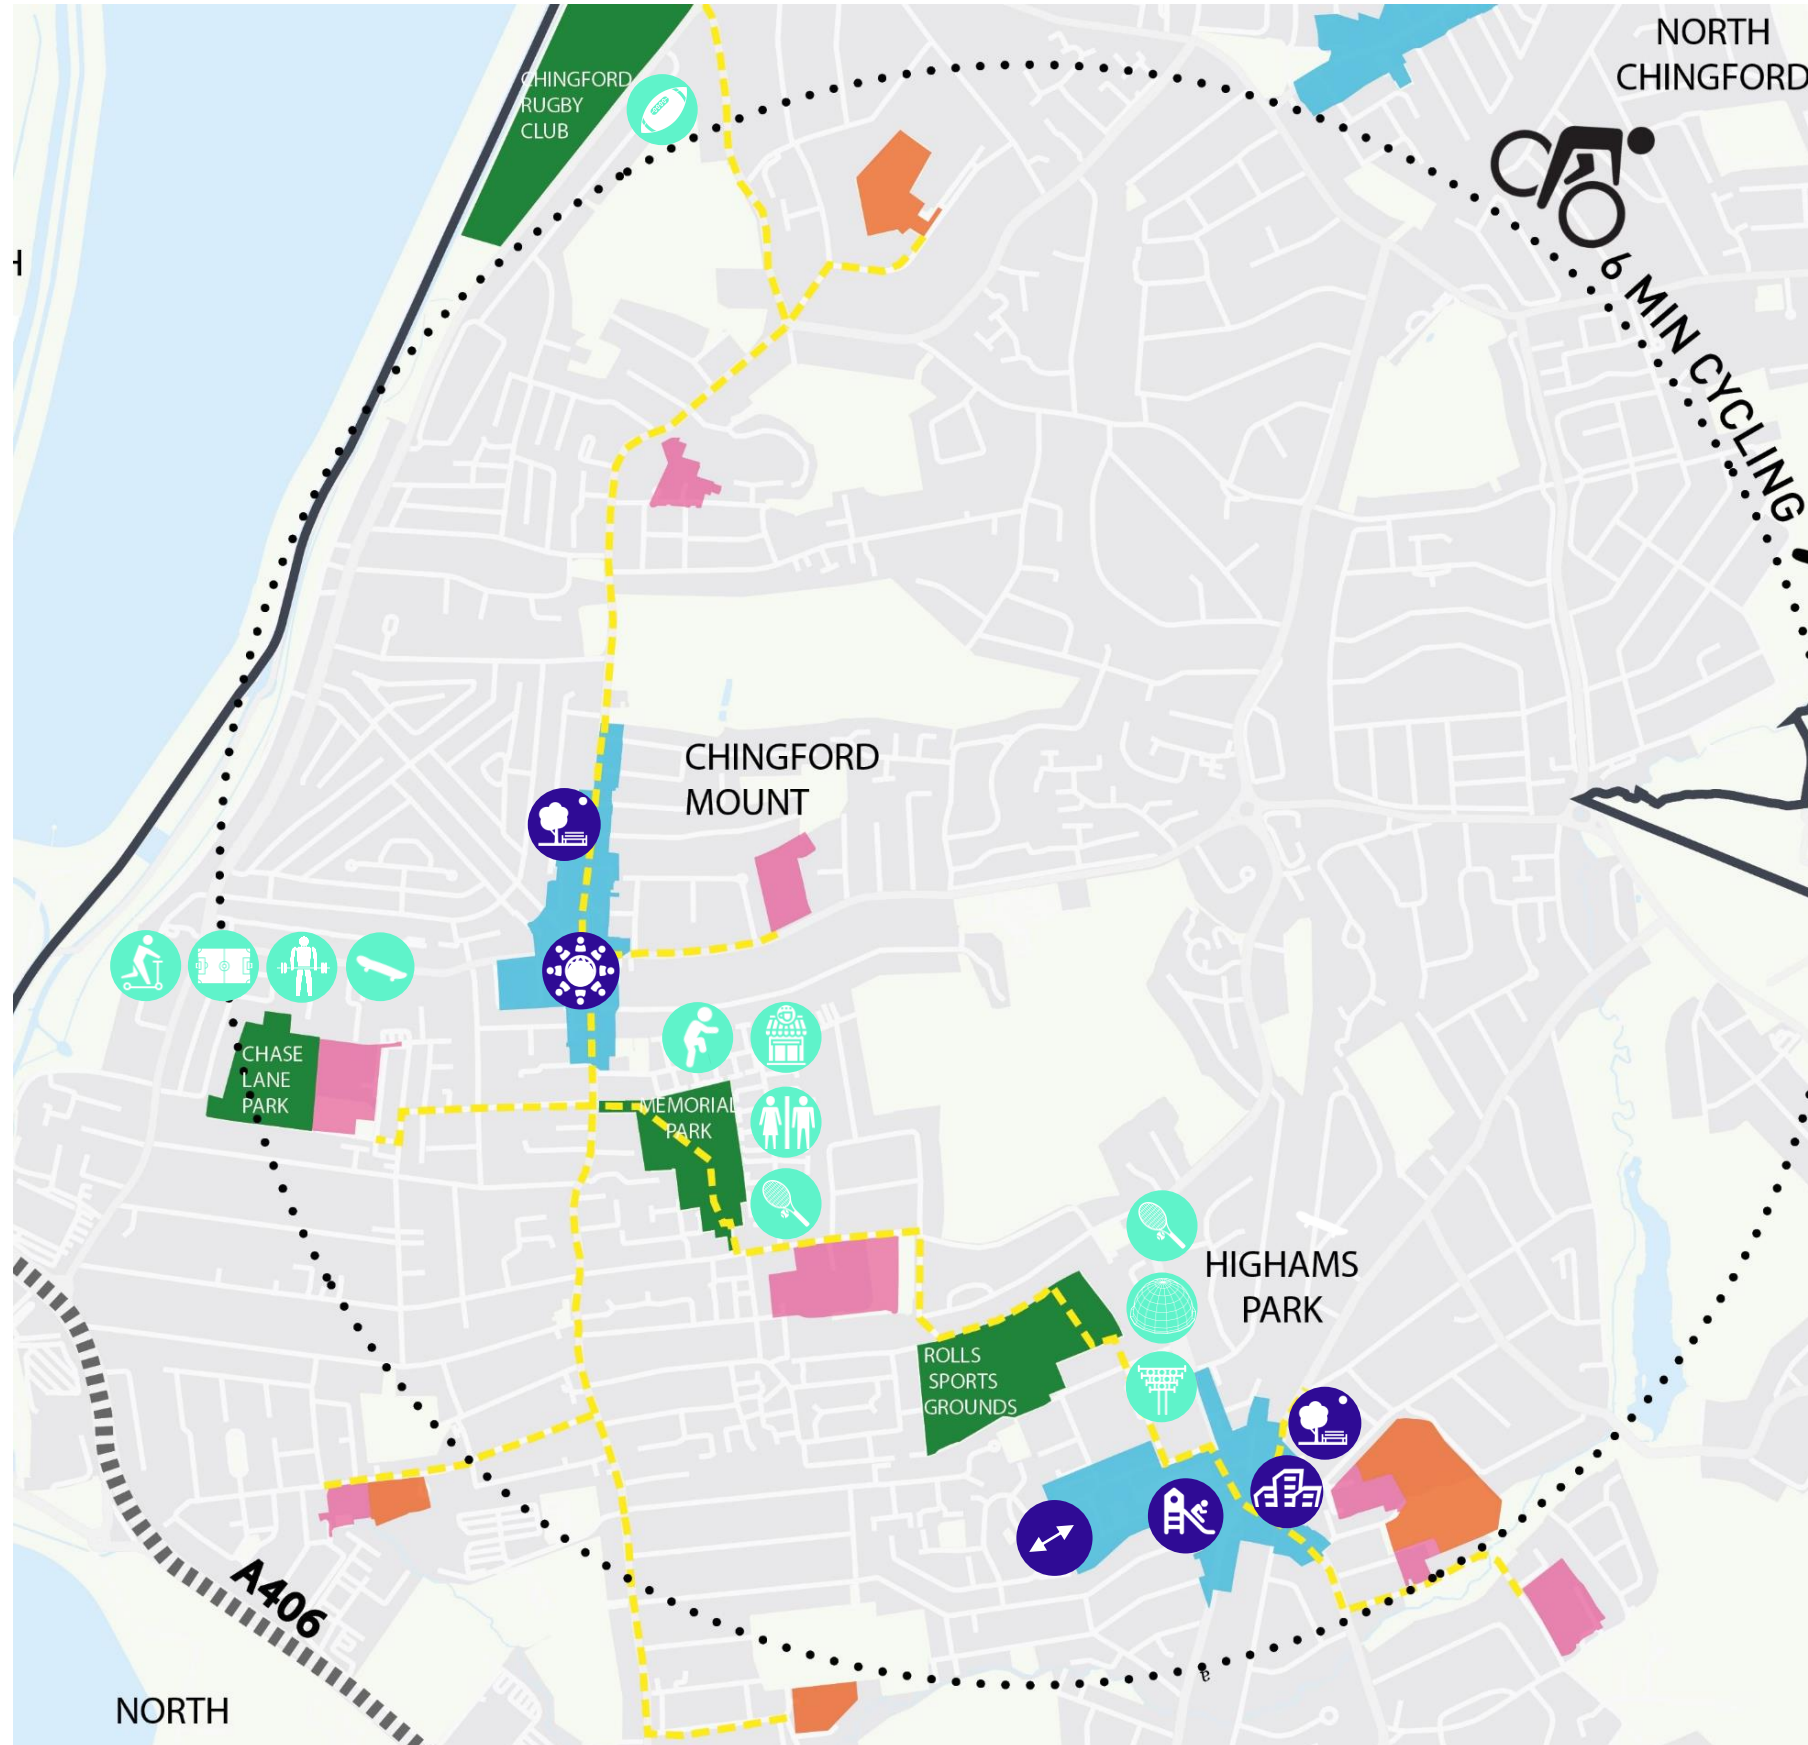 NORTH
CHINGFORD
CHINGFORD
RUGBY
CLUB
H
6 MIN CYCLING
CHINGFORD
MOUNT
CHASE
LANE
PARK
MEMORIAL
PARK
HIGHAMS
PARK
ROLLS
SPORTS
GROUNDS
A406
NORTH